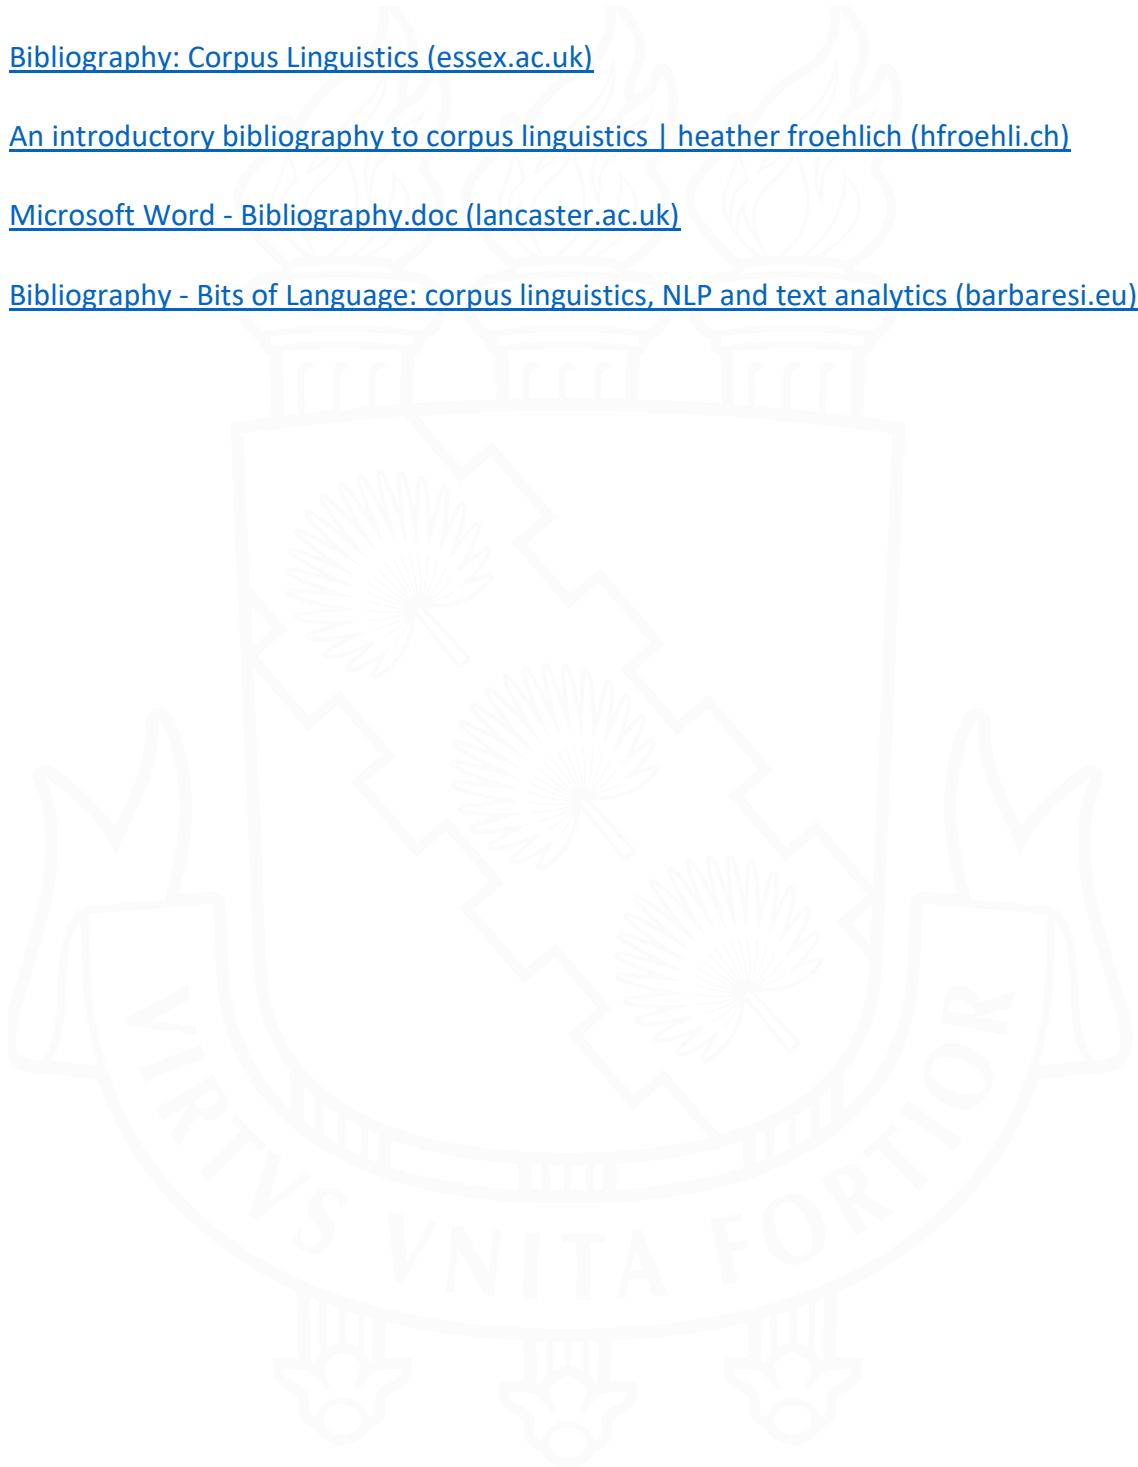 Bibliography: Corpus Linguistics (essex.ac.uk)
An introductory bibliography to corpus linguistics | heather froehlich (hfroehli.ch)
Microsoft Word - Bibliography.doc (lancaster.ac.uk)
Bibliography - Bits of Language: corpus linguistics, NLP and text analytics (barbaresi.eu)
VIRTVS VNITA FORTIOR